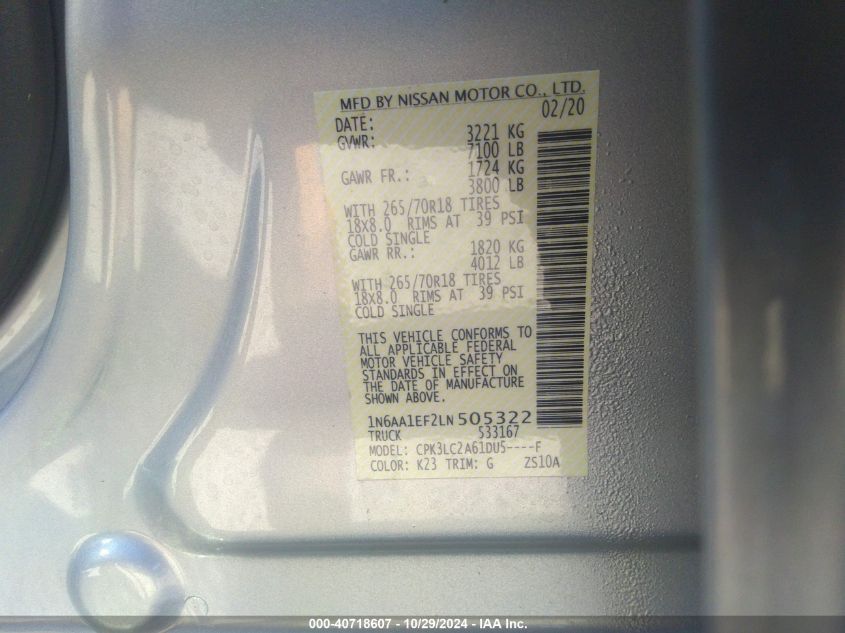 MFD BY NISSAN MOTOR CO., LTD.
DATE: 02/20
GVWR: 3221 KG
7100 LB
GAWR FR.: 1724 KG
3800 LB
WITH 265/70R18 TIRES
18X8.0 RIMS AT 39 PSI
COLD SINGLE
GAWR RR.: 1820 KG
4012 LB
WITH 265/70R18 TIRES
18X8.0 RIMS AT 39 PSI
COLD SINGLE
THIS VEHICLE CONFORMS TO
ALL APPLICABLE FEDERAL
MOTOR VEHICLE SAFETY
STANDARDS IN EFFECT ON
THE DATE OF MANUFACTURE
SHOWN ABOVE.
1N6AA1EF2LN505322
TRUCK 533167
MODEL: CPK3LC2A61DU5----F
COLOR: K23 TRIM: G ZS10A
000-40718607 - 10/29/2024 - IAA Inc.